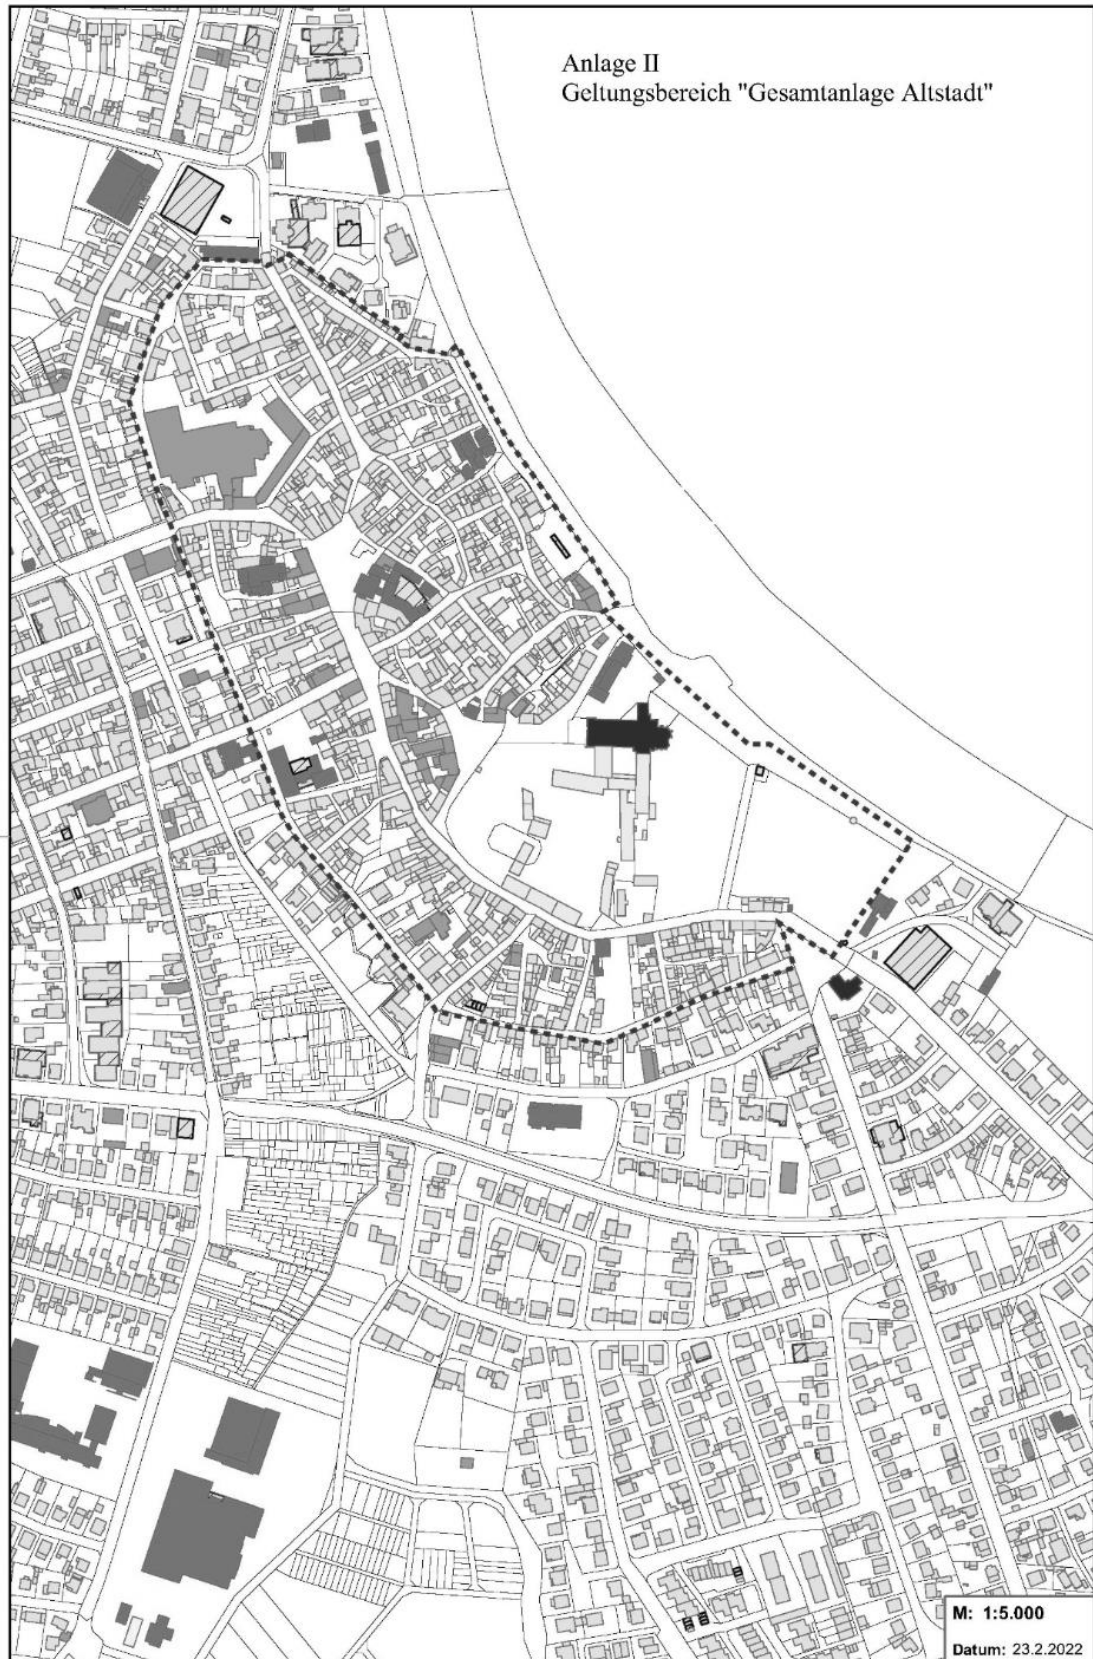 Anlage II
Geltungsbereich "Gesamtanlage Altstadt"
M: 1:5.000
Datum: 23.2.2022